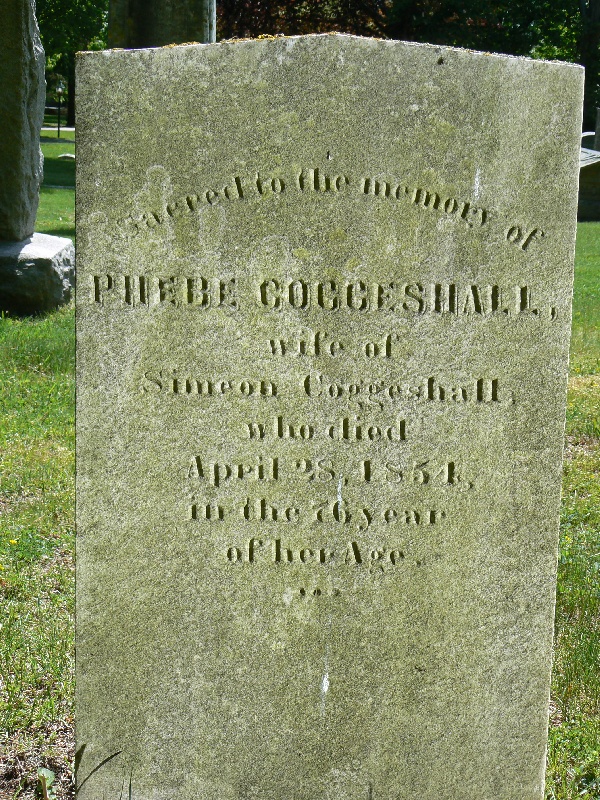 Sacred to the memory of
PHEBE COGGESHALL,
wife of
Simeon Coggeshall,
who died
April 28, 1854,
in the 76 year
of her Age.